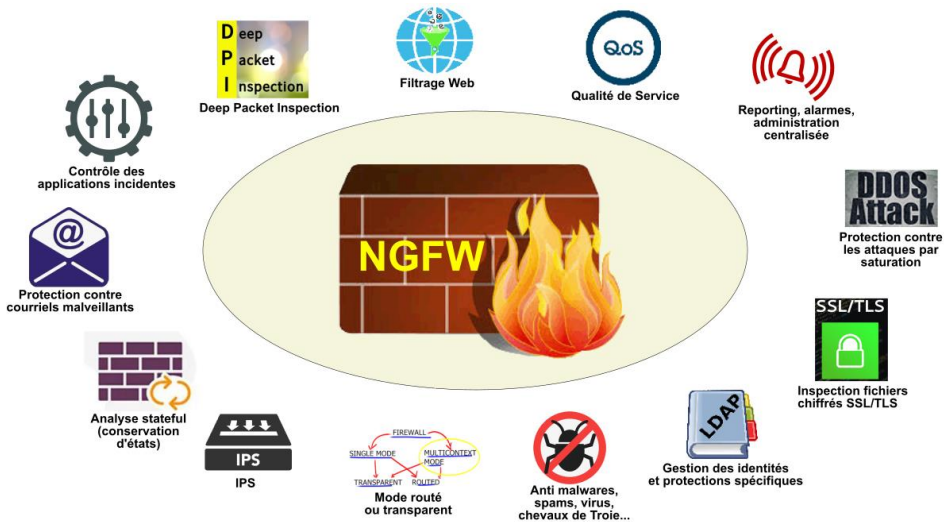 Deep
Packet
Inspection
Deep Packet Inspection
Filtrage Web
QoS
Qualité de Service
Reporting, alarmes,
administration
centralisée
Contrôle des
applications incidentes
DDOS
Attack
Protection contre
les attaques par
saturation
@
Protection contre
courriels malveillants
NGFW
SSL/TLS
Inspection fichiers
chiffrés SSL/TLS
Analyse stateful
(conservation
d'états)
IPS
IPS
FIREWALL
SINGLE MODE
MULTICONTEXT
MODE
TRANSPARENT
ROUTED
Mode routé
ou transparent
Anti malwares,
spams, virus,
chevaux de Troie...
LDAP
Gestion des identités
et protections spécifiques